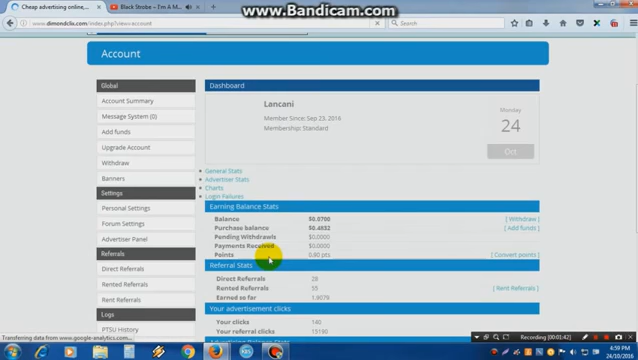 www.Bandicam.com
Cheap advertising online,...
Black Strobe – I'm A M...
www.dimondclix.com/index.php?view=account
Search
Account
Global
Account Summary
Message System (0)
Add funds
Upgrade Account
Withdraw
Banners
Settings
Personal Settings
Forum Settings
Advertiser Panel
Referrals
Direct Referrals
Rented Referrals
Rent Referrals
Logs
PTSU History
Dashboard
Lancani
Member Since: Sep 23, 2016
Membership: Standard
Monday
24
Oct
General Stats
Advertiser Stats
Charts
Login Failures
Earning Balance Stats
Balance $0.0790 [ Withdraw ]
Purchase balance $0.4882 [ Add funds ]
Pending Withdrawls $0.0000
Payments Received $0.0000
Points 0.90 pts. [ Convert points ]
Referral Stats
Direct Referrals 28
Rented Referrals 55 [ Rent Referrals ]
Earned so far 1.9079
Your advertisement clicks
Your clicks 140
Your referral clicks 15190
Transferring data from www.google-analytics.com...
Recording [00:01:42]
4:59 PM
24/10/2016